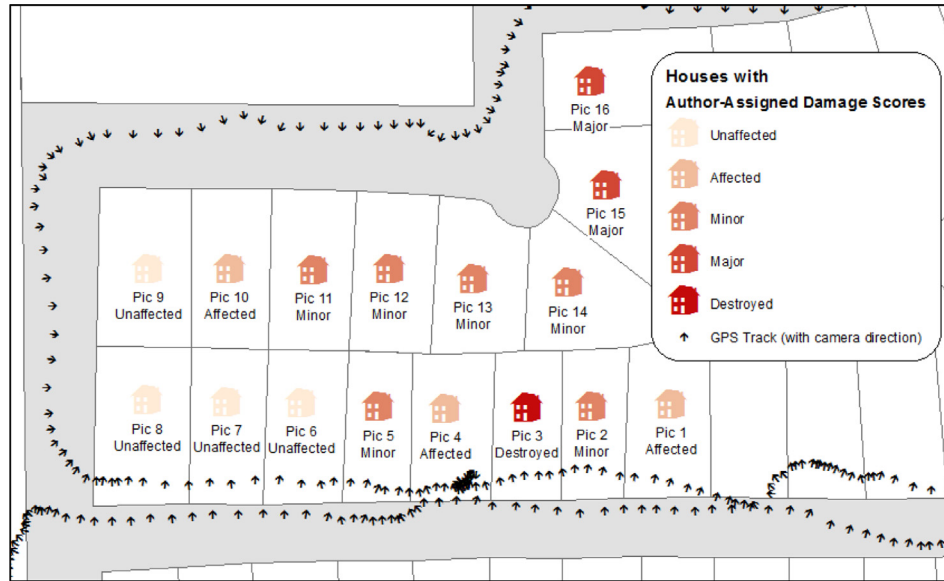 Houses with
Author-Assigned Damage Scores
Unaffected
Affected
Minor
Major
Destroyed
GPS Track (with camera direction)
Pic 16
Major
Pic 15
Major
Pic 9
Unaffected
Pic 10
Affected
Pic 11
Minor
Pic 12
Minor
Pic 13
Minor
Pic 14
Minor
Pic 8
Unaffected
Pic 7
Unaffected
Pic 6
Unaffected
Pic 5
Minor
Pic 4
Affected
Pic 3
Destroyed
Pic 2
Minor
Pic 1
Affected